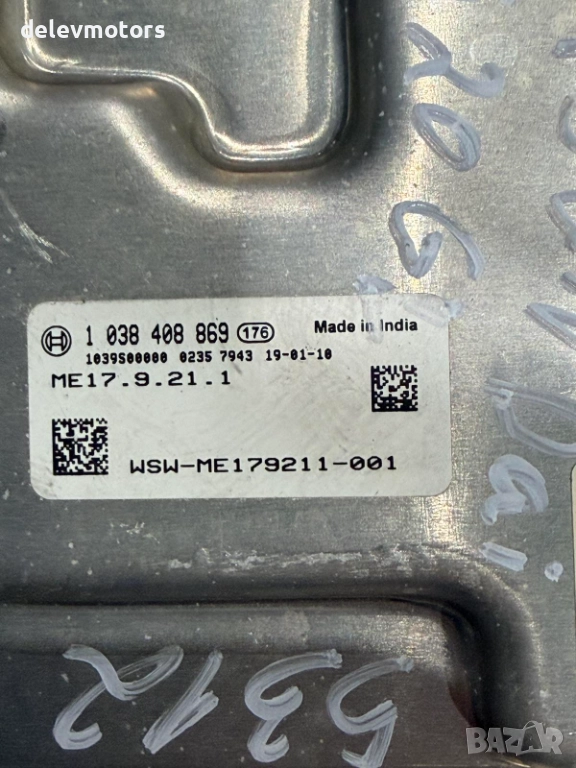 delevmotors
1 038 408 869 176 Made in India
1039S00000 0235 7943 19-01-10
ME17.9.21.1
WSW-ME179211-001
5312
BAZAR